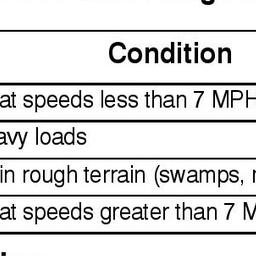 Condition
at speeds less than 7 MPH
avy loads
in rough terrain (swamps,
at speeds greater than 7 M